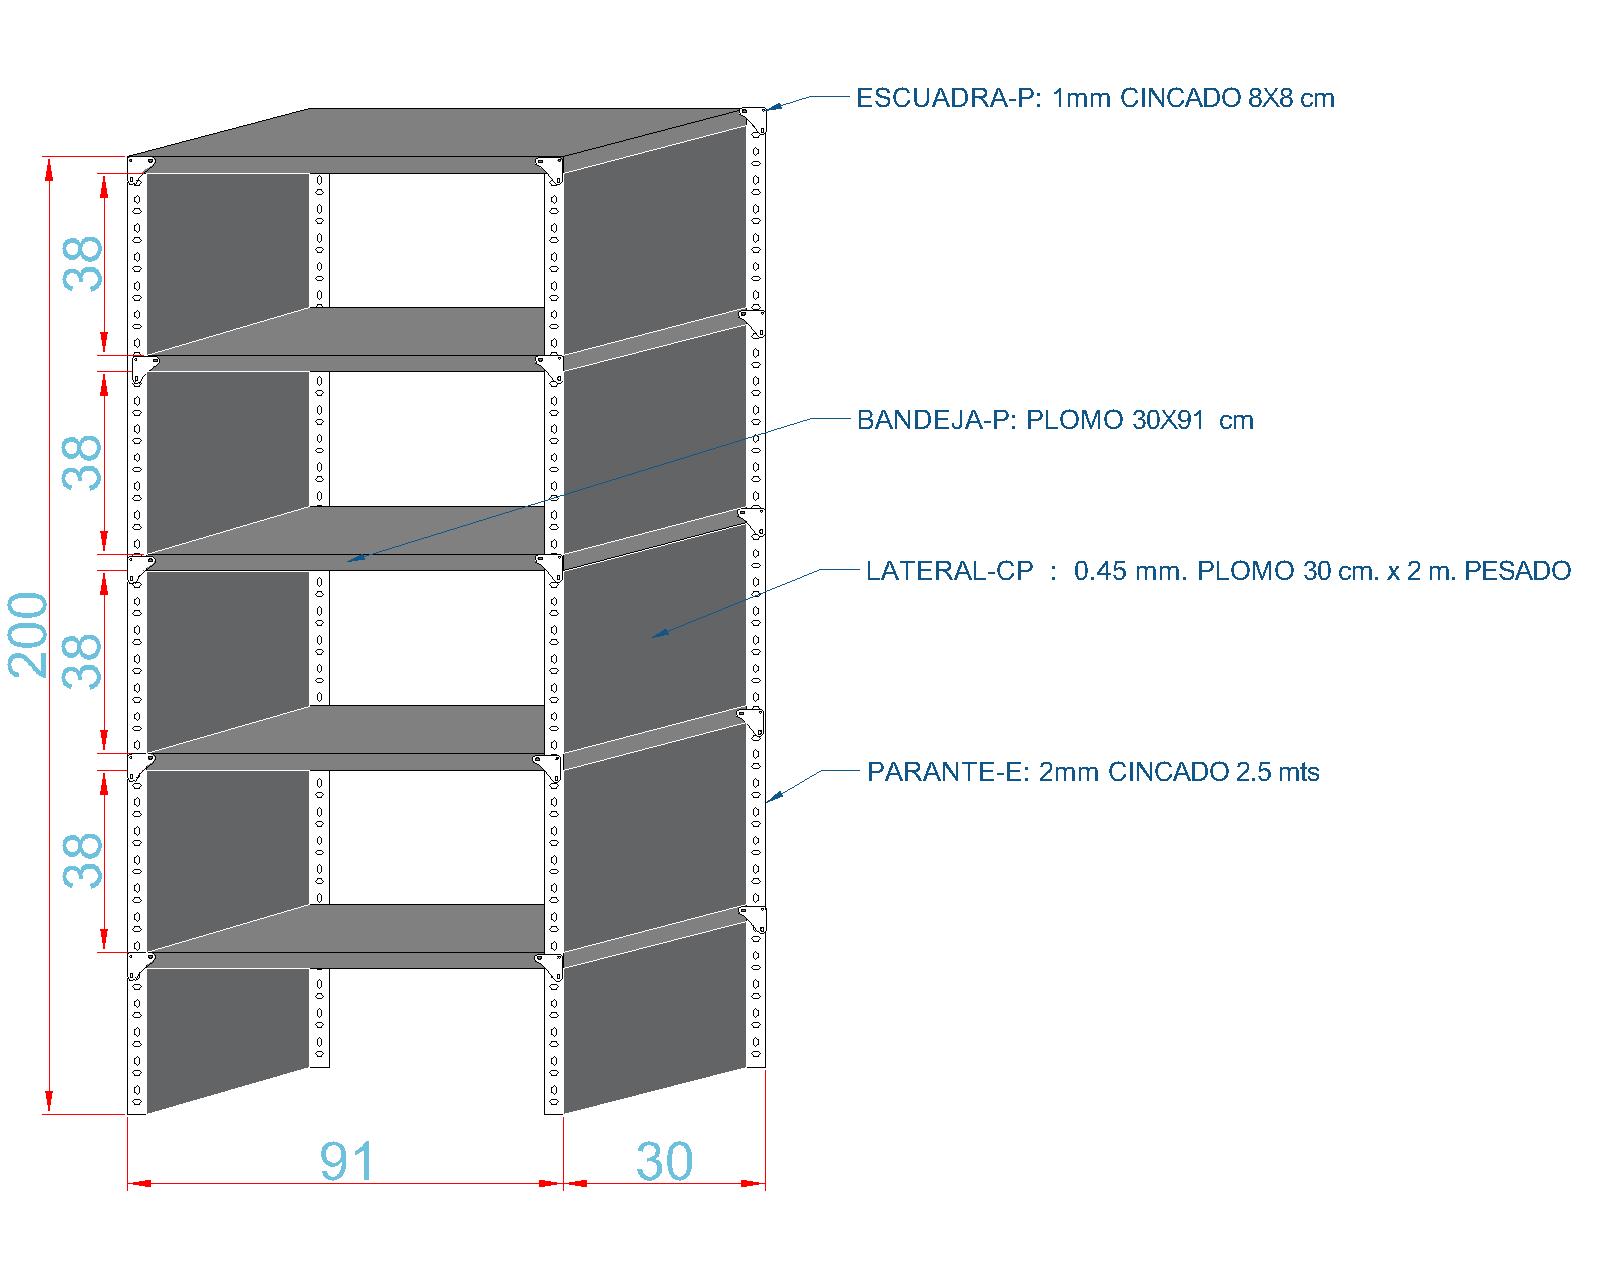 ESCUADRA-P: 1mm CINCADO 8X8 cm
38
BANDEJA-P: PLOMO 30X91 cm
38
LATERAL-CP : 0.45 mm. PLOMO 30 cm. x 2 m. PESADO
200
38
PARANTE-E: 2mm CINCADO 2.5 mts
38
91
30